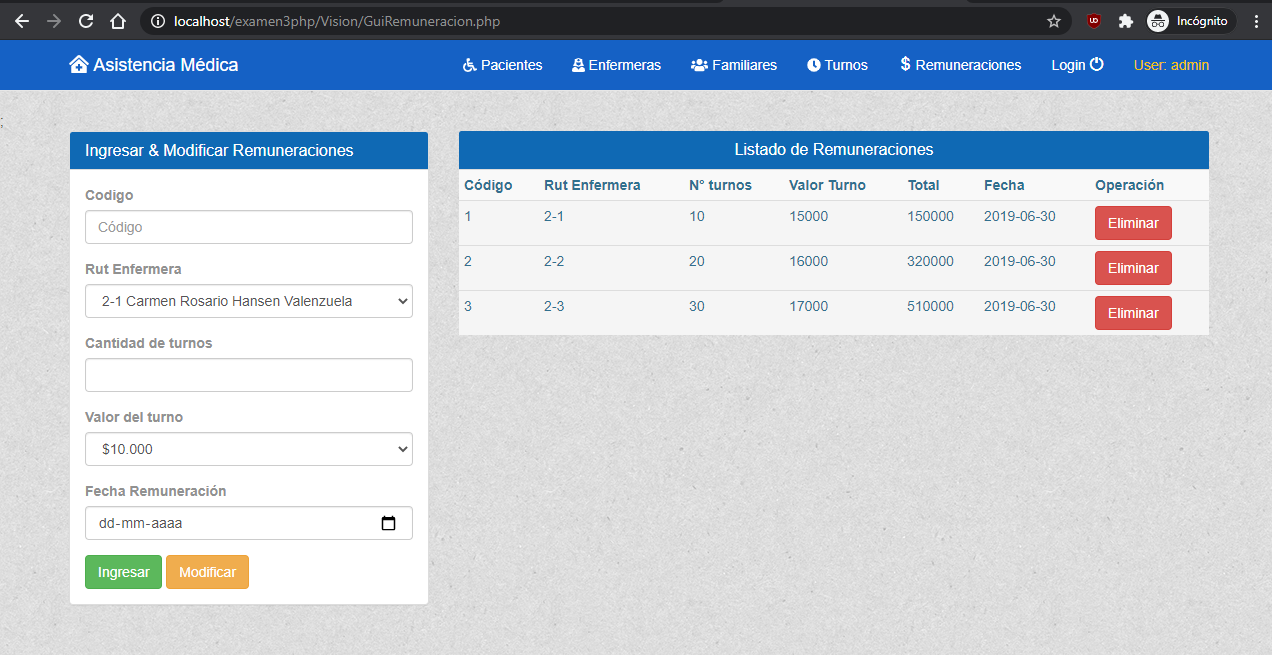 localhost/examen3php/Vision/GuiRemuneracion.php
Incógnito
Asistencia Médica
Pacientes
Enfermeras
Familiares
Turnos
$ Remuneraciones
Login
User: admin
;
Ingresar & Modificar Remuneraciones
Codigo
Código
Rut Enfermera
2-1 Carmen Rosario Hansen Valenzuela
Cantidad de turnos
Valor del turno
$10.000
Fecha Remuneración
dd-mm-aaaa
Ingresar Modificar
Listado de Remuneraciones
Código Rut Enfermera N° turnos Valor Turno Total Fecha Operación
1 2-1 10 15000 150000 2019-06-30 Eliminar
2 2-2 20 16000 320000 2019-06-30 Eliminar
3 2-3 30 17000 510000 2019-06-30 Eliminar